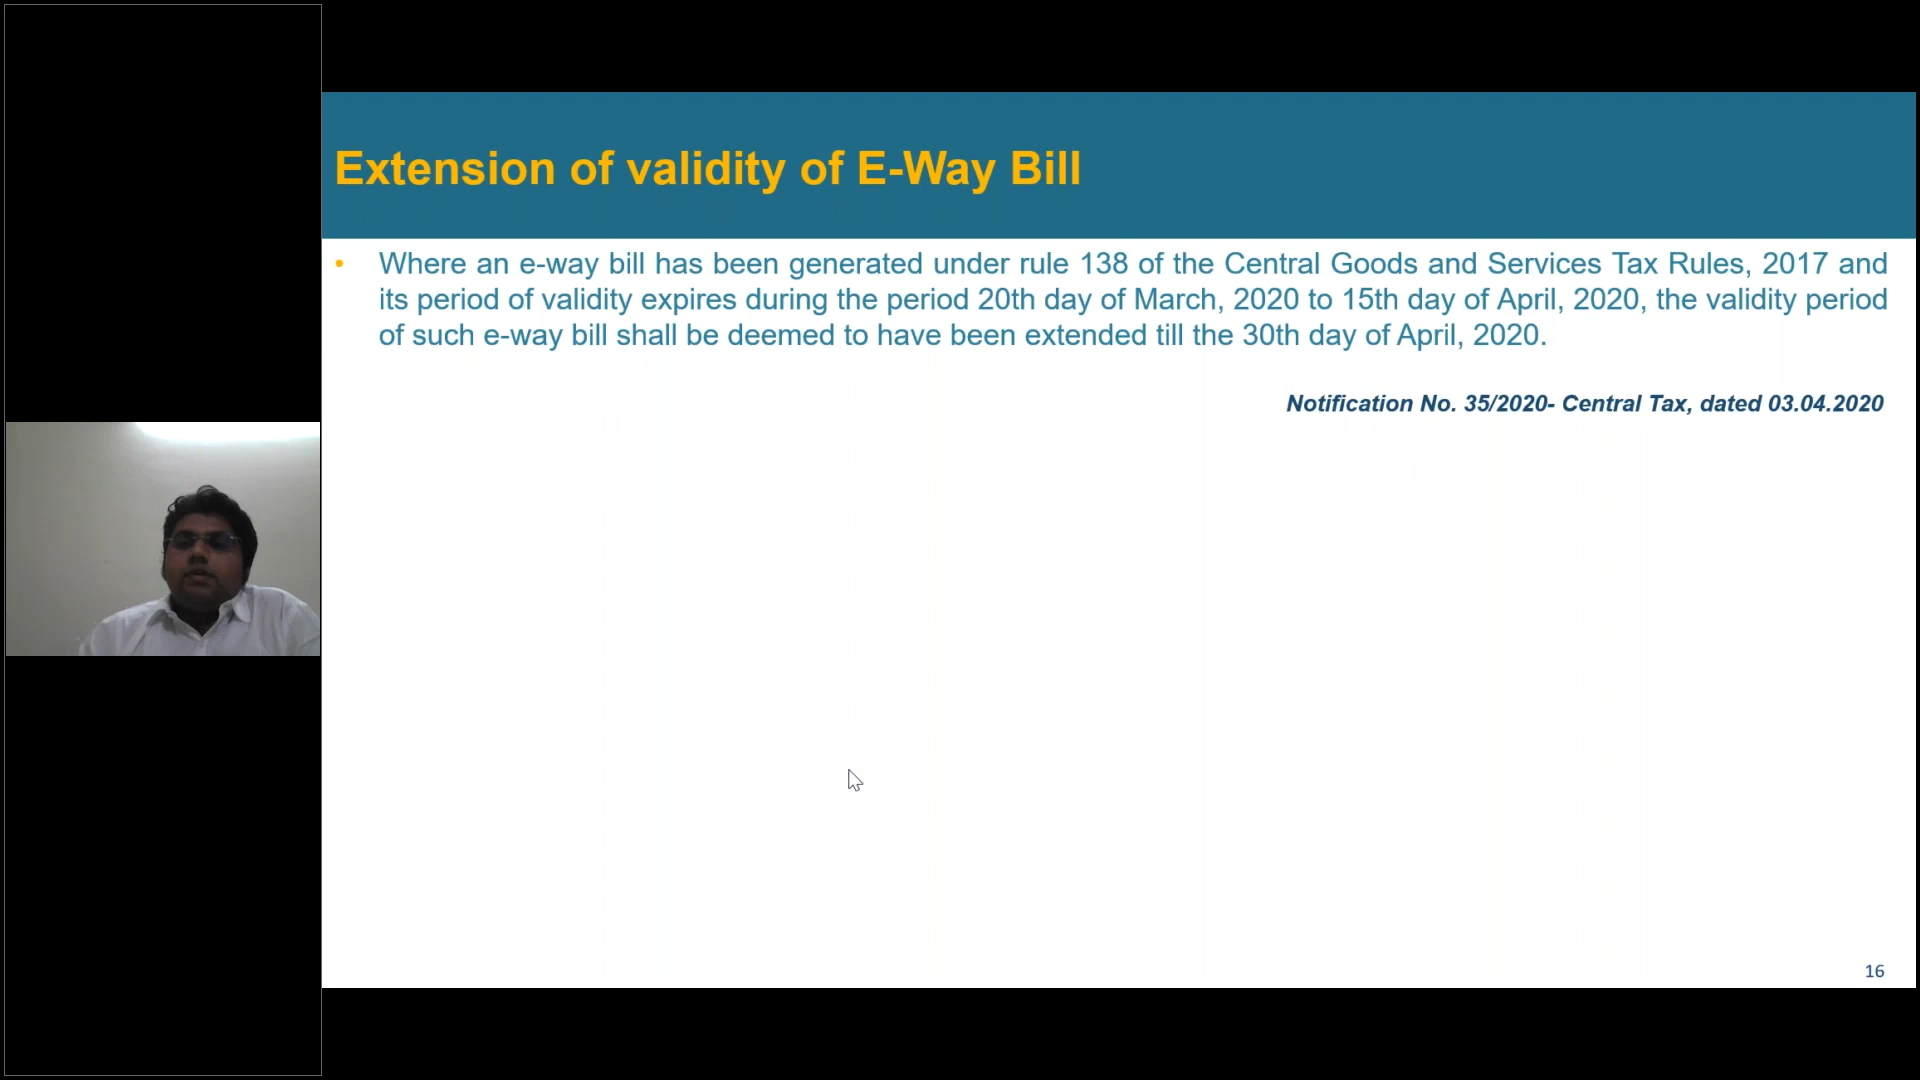 Extension of validity of E-Way Bill
• Where an e-way bill has been generated under rule 138 of the Central Goods and Services Tax Rules, 2017 and
its period of validity expires during the period 20th day of March, 2020 to 15th day of April, 2020, the validity period
of such e-way bill shall be deemed to have been extended till the 30th day of April, 2020.
Notification No. 35/2020- Central Tax, dated 03.04.2020
16